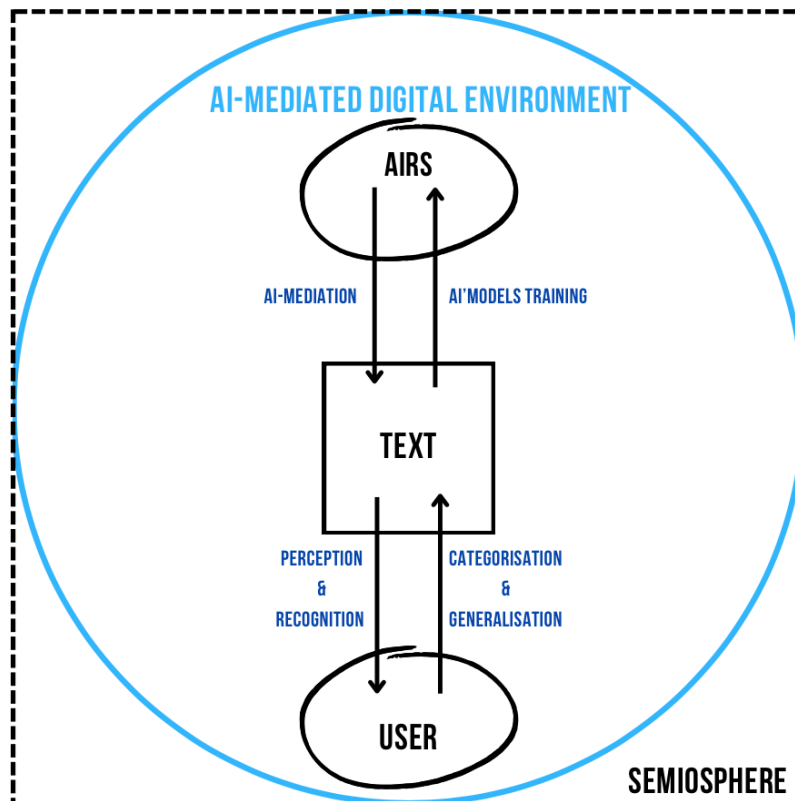 AI-MEDIATED DIGITAL ENVIRONMENT
AIRS
AI-MEDIATION
AI'MODELS TRAINING
TEXT
PERCEPTION
&
RECOGNITION
CATEGORISATION
&
GENERALISATION
USER
SEMIOSPHERE